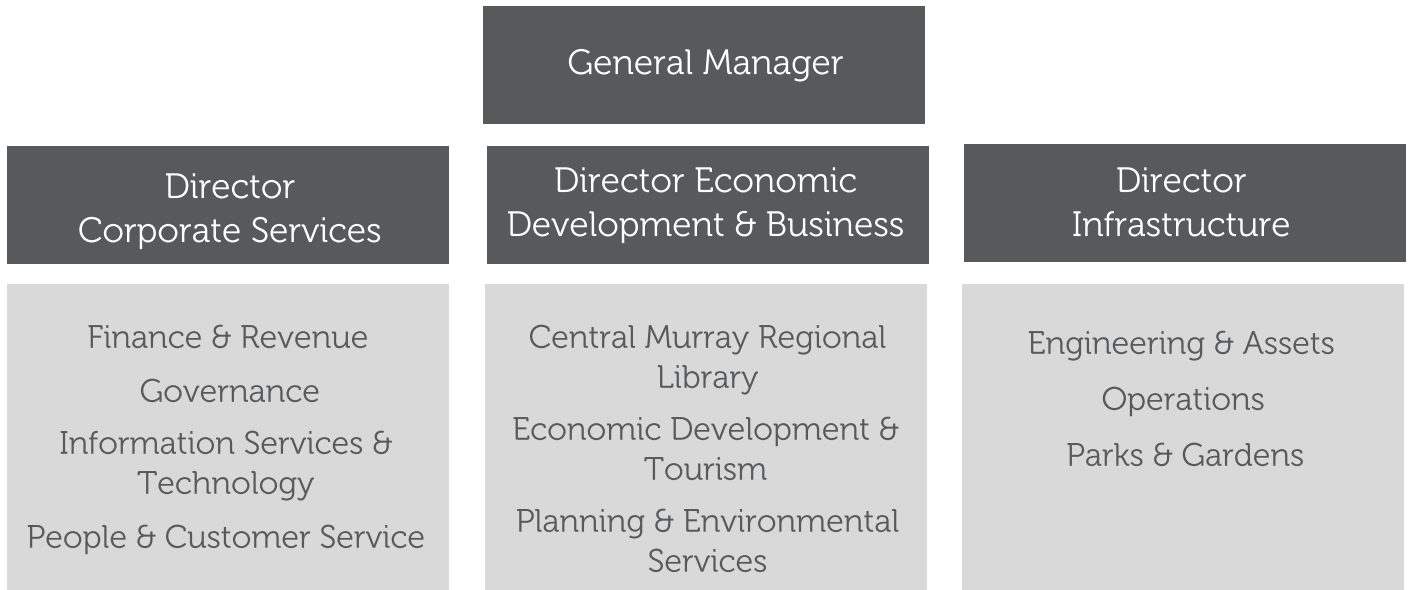 General Manager
Director
Corporate Services
Director Economic
Development & Business
Director
Infrastructure
Finance & Revenue
Governance
Information Services &
Technology
People & Customer Service
Central Murray Regional
Library
Economic Development &
Tourism
Planning & Environmental
Services
Engineering & Assets
Operations
Parks & Gardens